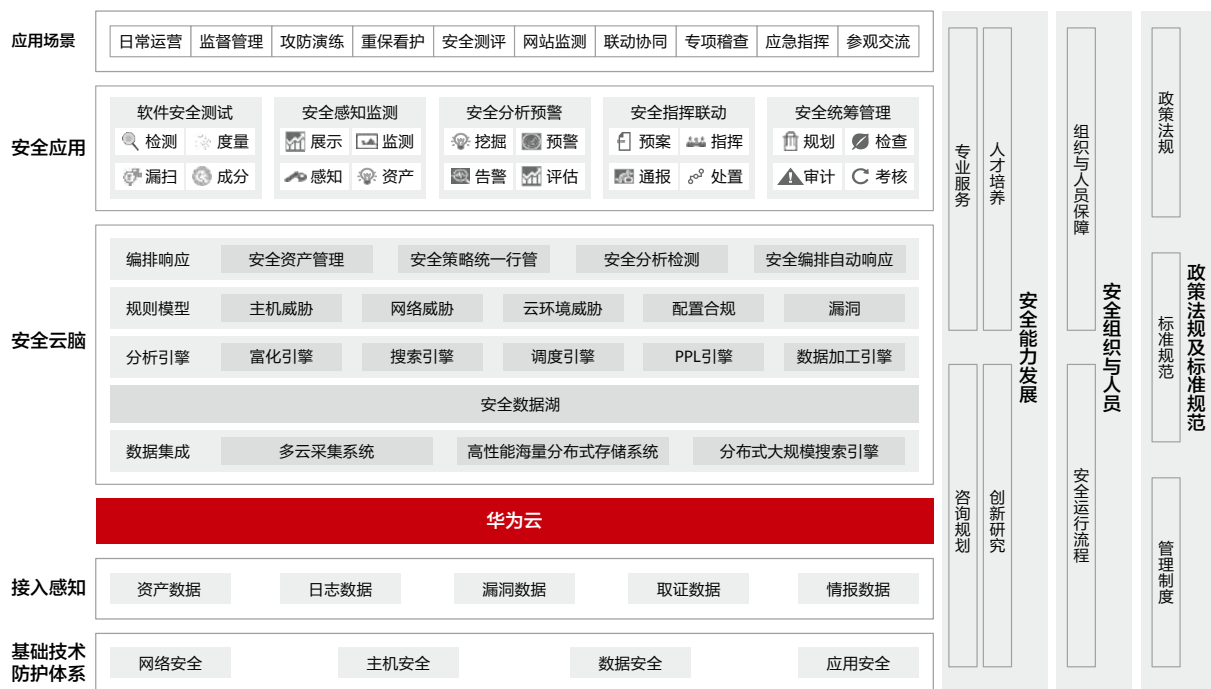 应用场景
日常运营
监督管理
攻防演练
重保看护
安全测评
网站监测
联动协同
专项稽查
应急指挥
参观交流
安全应用
软件安全测试
检测
度量
漏扫
成分
安全感知监测
展示
监测
感知
资产
安全分析预警
挖掘
预警
告警
评估
安全指挥联动
预案
指挥
通报
处置
安全统筹管理
规划
检查
审计
考核
安全云脑
编排响应
安全资产管理
安全策略统一行管
安全分析检测
安全编排自动响应
规则模型
主机威胁
网络威胁
云环境威胁
配置合规
漏洞
分析引擎
富化引擎
搜索引擎
调度引擎
PPL引擎
数据加工引擎
安全数据湖
数据集成
多云采集系统
高性能海量分布式存储系统
分布式大规模搜索引擎
华为云
接入感知
资产数据
日志数据
漏洞数据
取证数据
情报数据
基础技术
防护体系
网络安全
主机安全
数据安全
应用安全
专业服务
人才培养
咨询规划
创新研究
安全能力发展
组织与人员保障
安全运行流程
安全组织与人员
政策法规
标准规范
管理制度
政策法规及标准规范